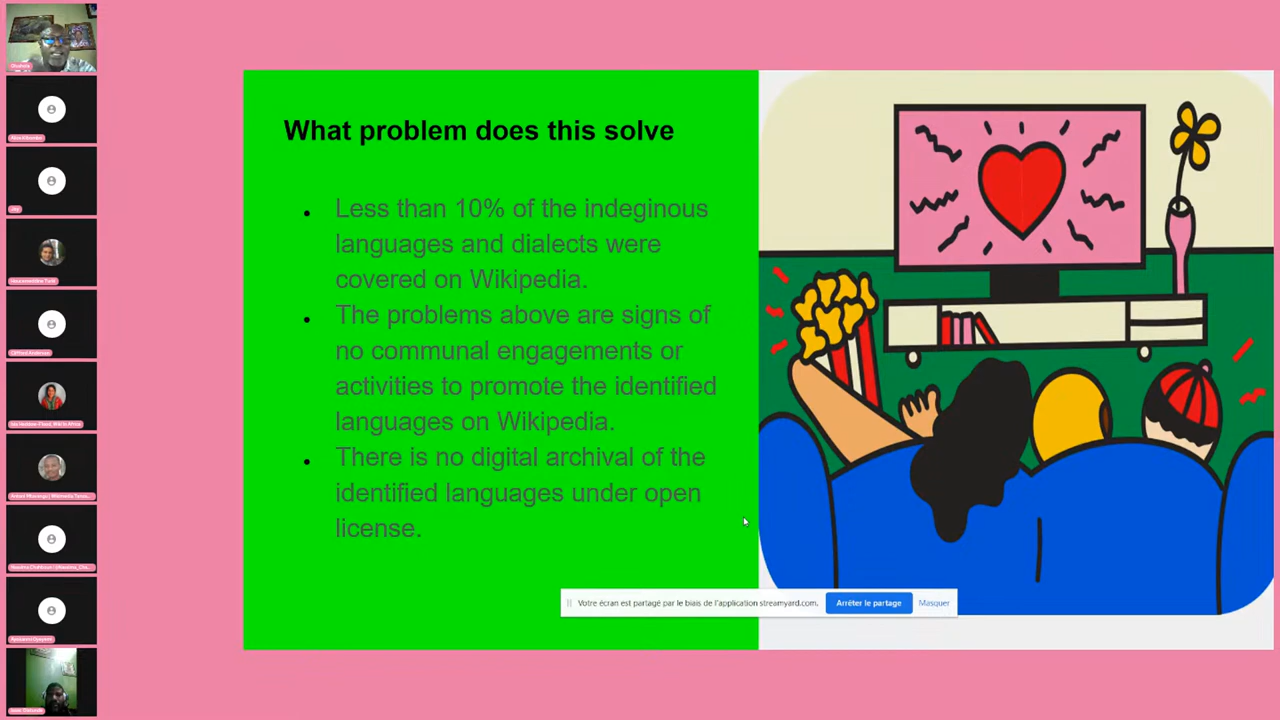 What problem does this solve
Less than 10% of the indeginous
languages and dialects were
covered on Wikipedia.
The problems above are signs of
no communal engagements or
activities to promote the identified
languages on Wikipedia.
There is no digital archival of the
identified languages under open
license.
Votre écran est partagé par le biais de l'application streamyard.com.
Arrêter le partage
Masquer
Joy